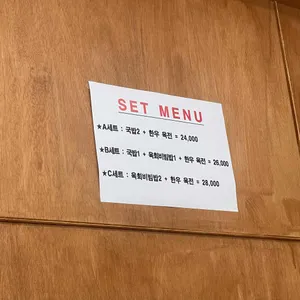 SET MENU
★A세트 : 국밥2 + 한우 육전 = 24,000
★B세트 : 국밥1 + 육회비빔밥1 + 한우 육전 = 26,000
★C세트 : 육회비빔밥2 + 한우 육전 = 28,000